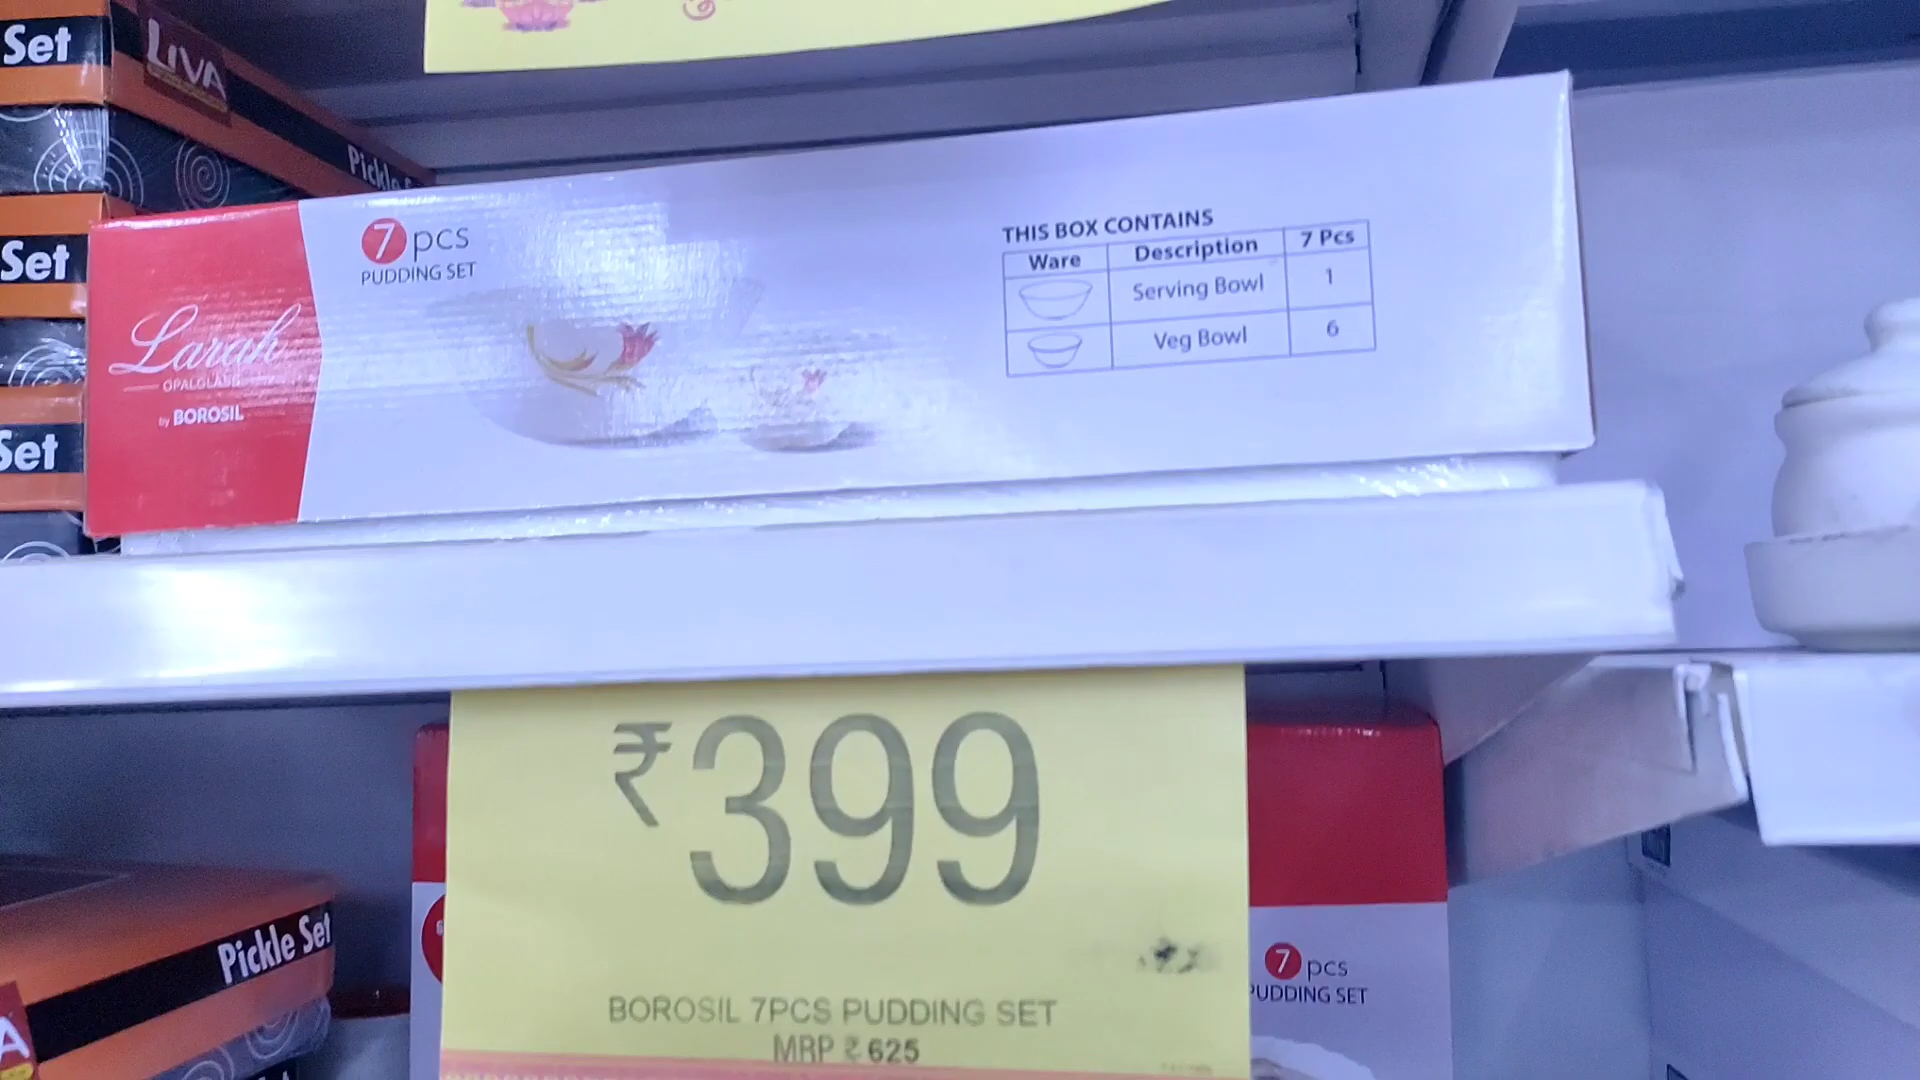 Set
LIVA
Pickle
Set
Set
7 pcs
PUDDING SET
Larah
OPALGLASS
by BOROSIL
THIS BOX CONTAINS
Ware Description 7 Pcs
Serving Bowl 1
Veg Bowl 6
₹399
BOROSIL 7PCS PUDDING SET
MRP ₹ 625
Pickle Set
7 pcs
PUDDING SET